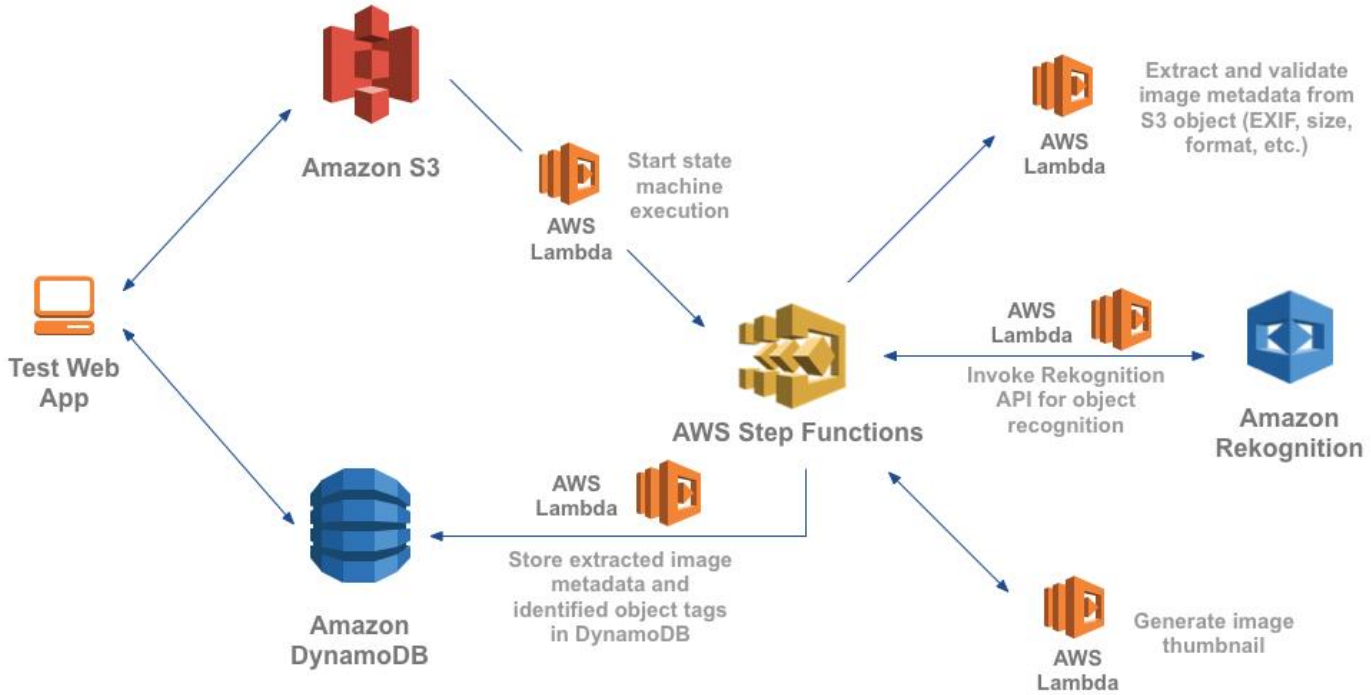 Amazon S3
Start state
machine
execution
AWS
Lambda
Extract and validate
image metadata from
S3 object (EXIF, size,
format, etc.)
AWS
Lambda
Test Web
App
AWS Step Functions
AWS
Lambda
Invoke Rekognition
API for object
recognition
Amazon
Rekognition
AWS
Lambda
Store extracted image
metadata and
identified object tags
in DynamoDB
Amazon
DynamoDB
Generate image
thumbnail
AWS
Lambda